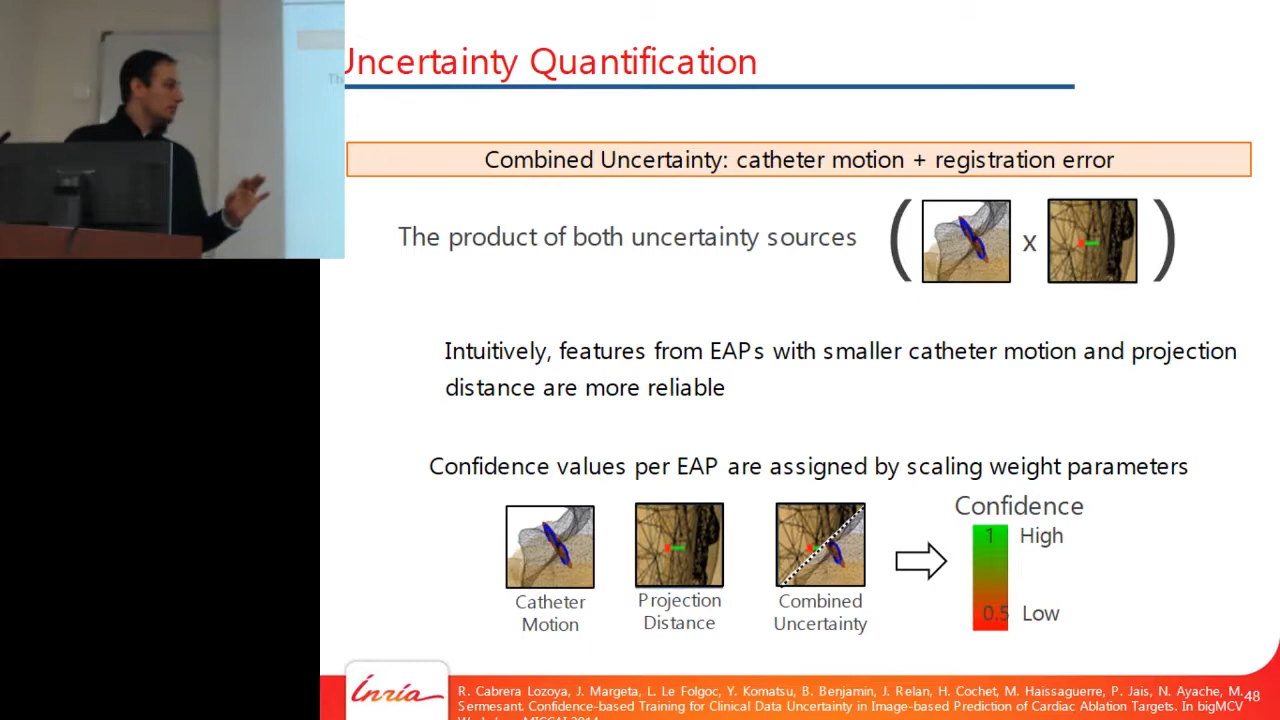 Uncertainty Quantification
Combined Uncertainty: catheter motion + registration error
The product of both uncertainty sources ( x )
Intuitively, features from EAPs with smaller catheter motion and projection
distance are more reliable
Confidence values per EAP are assigned by scaling weight parameters
Confidence
1 High
0.5 Low
Catheter
Motion
Projection
Distance
Combined
Uncertainty
Inria
R. Cabrera Lozoya, J. Margeta, L. Le Folgoc, Y. Komatsu, B. Benjamin, J. Relan, H. Cochet, M. Haissaguerre, P. Jais, N. Ayache, M.
Sermesant. Confidence-based Training for Clinical Data Uncertainty in Image-based Prediction of Cardiac Ablation Targets. In bigMCV
48